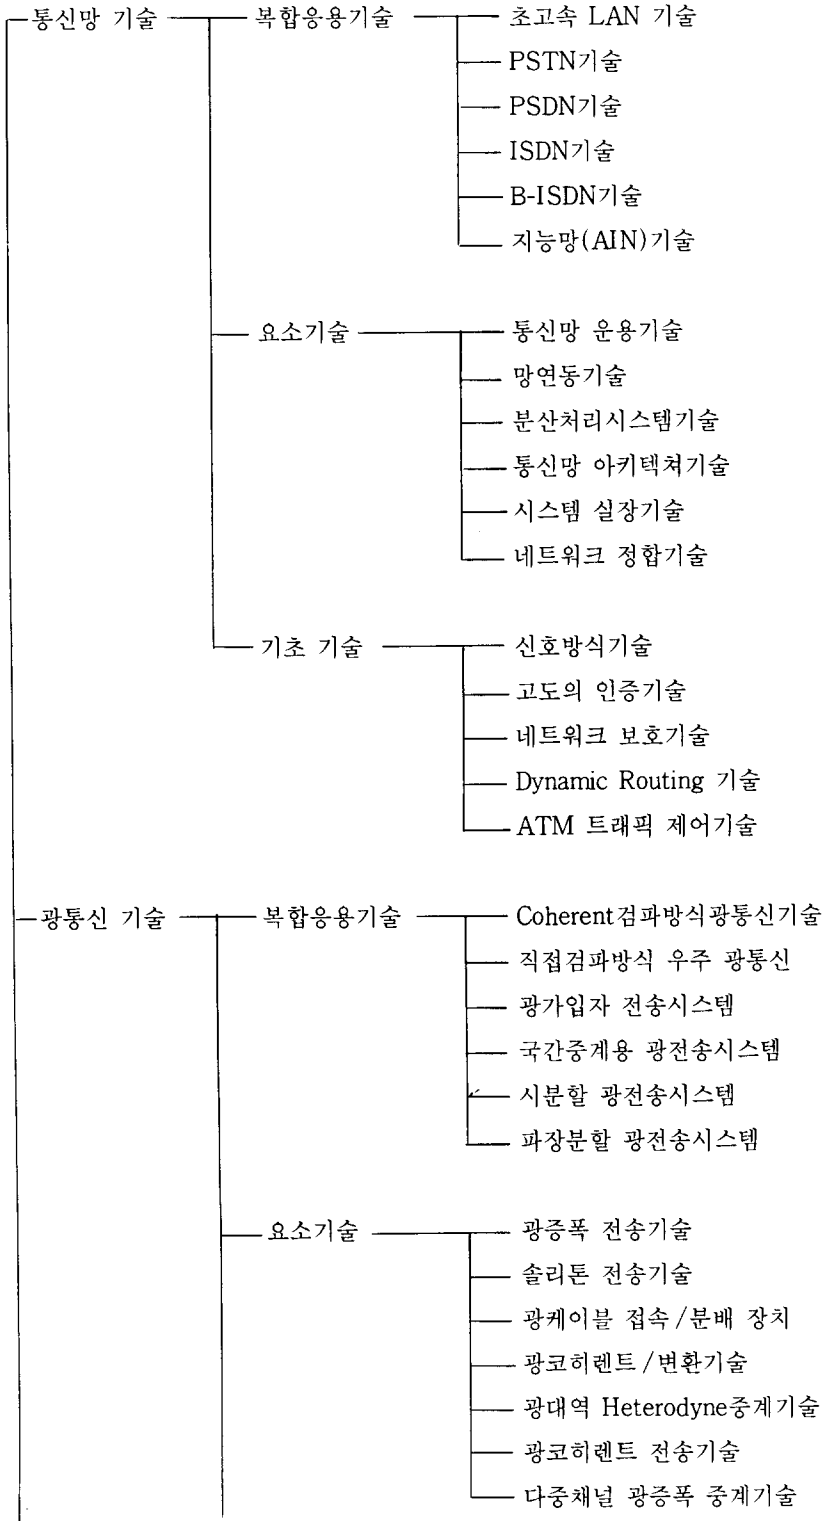 통신망 기술 복합응용기술 초고속 LAN 기술
PSTN기술
PSDN기술
ISDN기술
B-ISDN기술
지능망(AIN)기술
요소기술 통신망 운용기술
망연동기술
분산처리시스템기술
통신망 아키텍쳐기술
시스템 실장기술
네트워크 정합기술
기초 기술 신호방식기술
고도의 인증기술
네트워크 보호기술
Dynamic Routing 기술
ATM 트래픽 제어기술
광통신 기술 복합응용기술 Coherent검파방식광통신기술
직접검파방식 우주 광통신
광가입자 전송시스템
국간중계용 광전송시스템
시분할 광전송시스템
파장분할 광전송시스템
요소기술 광증폭 전송기술
솔리톤 전송기술
광케이블 접속/분배 장치
광코히렌트/변환기술
광대역 Heterodyne중계기술
광코히렌트 전송기술
다중채널 광증폭 중계기술